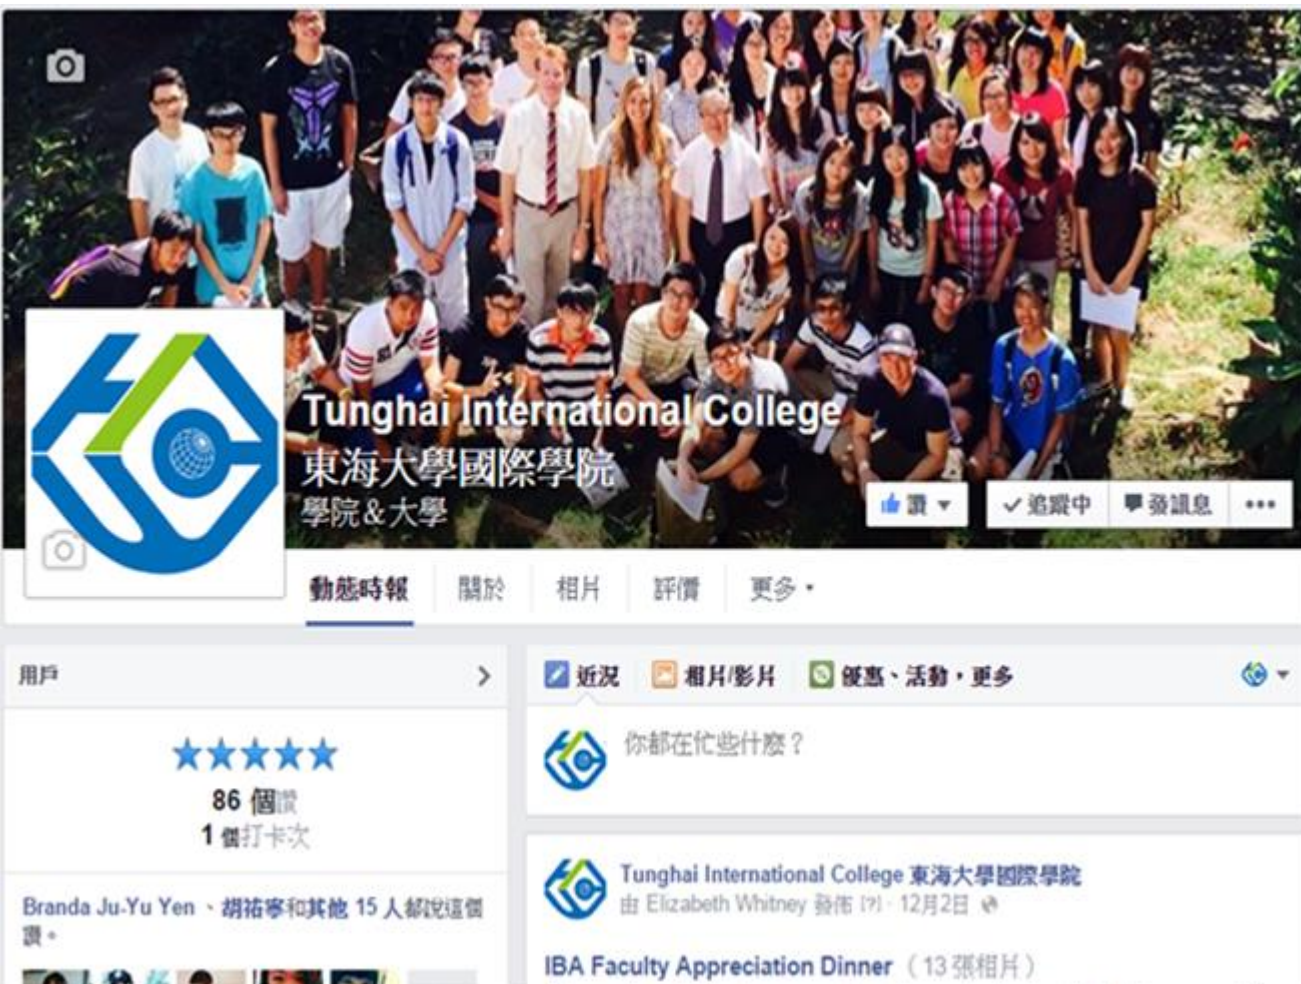 Tunghai International College
東海大學國際學院
學院&大學
讚
追蹤中
發訊息
動態時報
關於
相片
評價
更多
用戶
近況
相片/影片
優惠、活動，更多
86 個讚
1 個打卡次
你都在忙些什麼？
Branda Ju-Yu Yen 、胡祐寧和其他 15 人都說這個
讚。
Tunghai International College 東海大學國際學院
由 Elizabeth Whitney 發佈 [?] · 12月2日
IBA Faculty Appreciation Dinner （13 張相片）